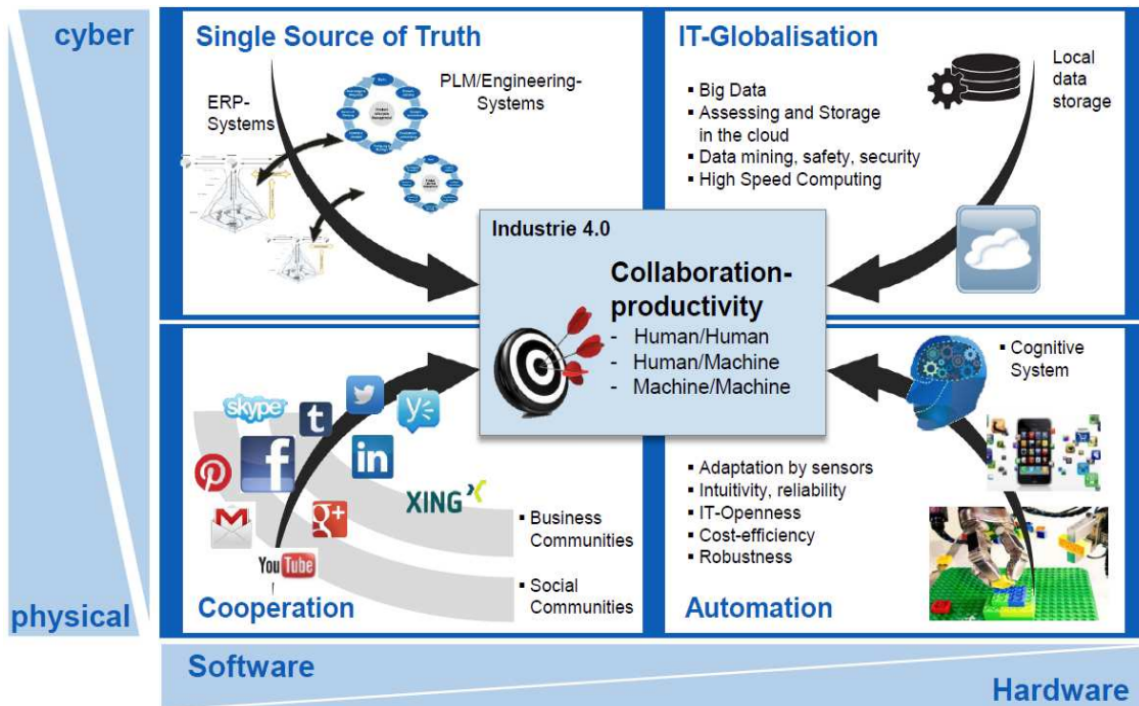 cyber
physical
Single Source of Truth
ERP-
Systems
PLM/Engineering-
Systems
IT-Globalisation
▪ Big Data
▪ Assessing and Storage
in the cloud
▪ Data mining, safety, security
▪ High Speed Computing
Local
data
storage
Industrie 4.0
Collaboration-
productivity
- Human/Human
- Human/Machine
- Machine/Machine
skype
t
y
f
in
XING
g+
YouTube
▪ Business
Communities
▪ Social
Communities
Cooperation
▪ Cognitive
System
▪ Adaptation by sensors
▪ Intuitivity, reliability
▪ IT-Openness
▪ Cost-efficiency
▪ Robustness
Automation
Software
Hardware